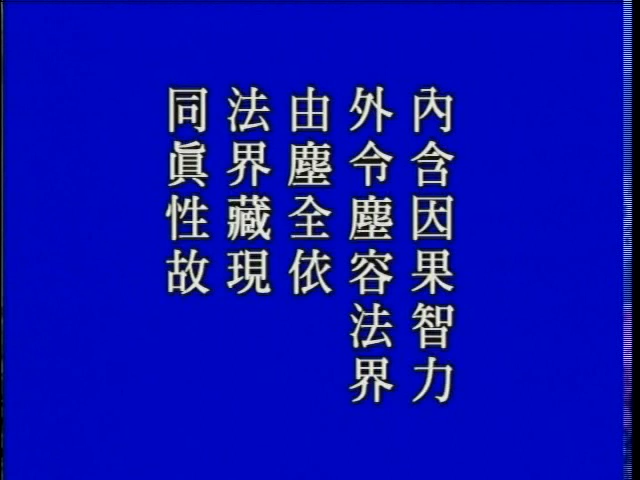 內含因果智力
外令塵容法界
由塵全依
法界藏現
同眞性故